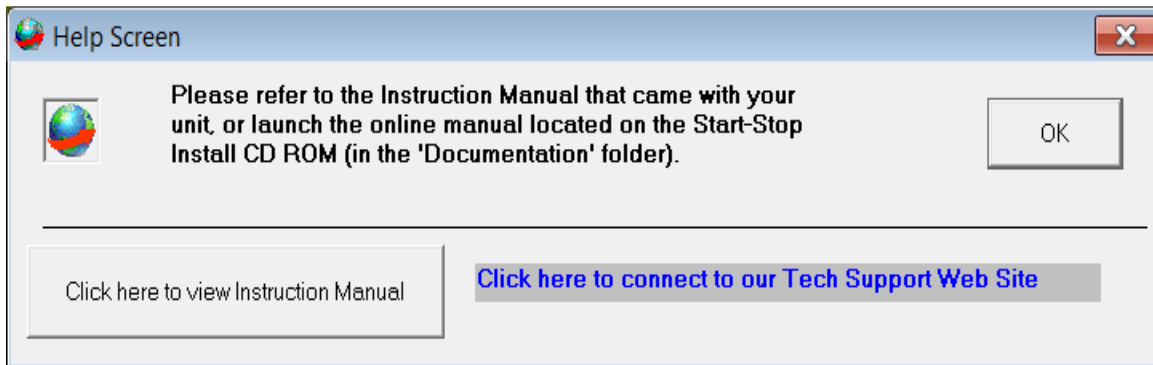 Help Screen
Please refer to the Instruction Manual that came with your
unit, or launch the online manual located on the Start-Stop
Install CD ROM (in the 'Documentation' folder).
OK
Click here to view Instruction Manual
Click here to connect to our Tech Support Web Site